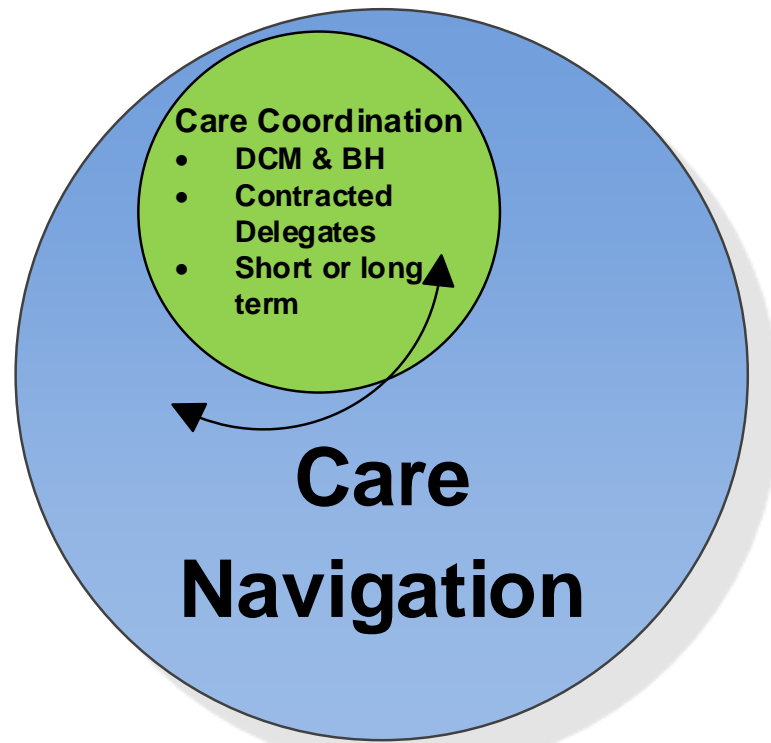 Care Coordination
• DCM & BH
• Contracted
Delegates
• Short or long
term
Care
Navigation